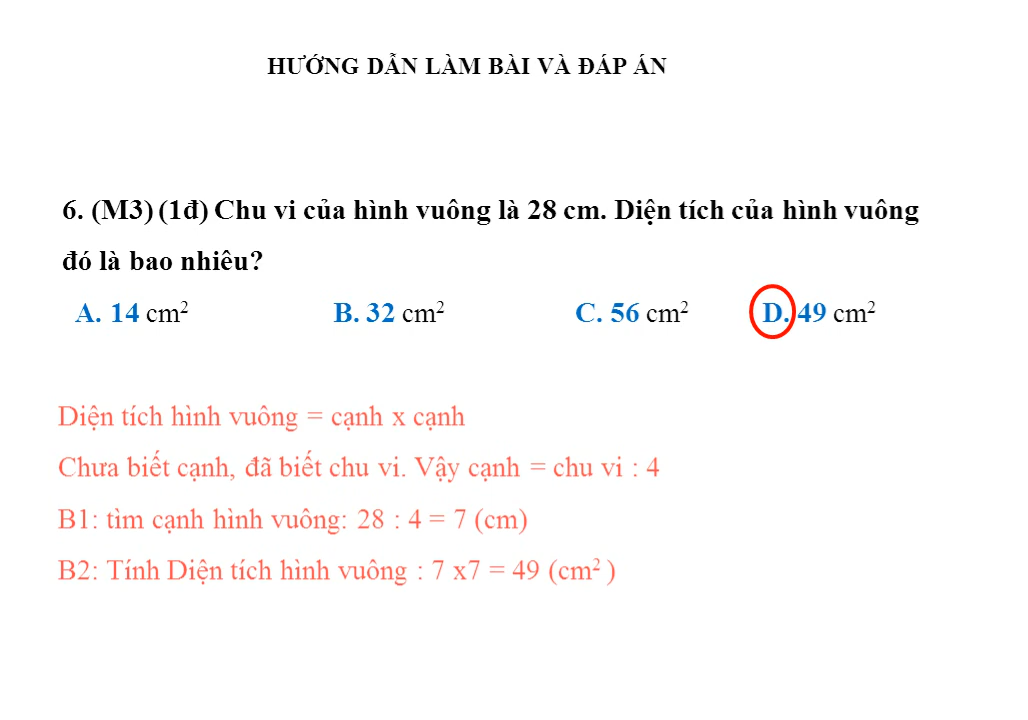 HƯỚNG DẪN LÀM BÀI VÀ ĐÁP ÁN
6. (M3) (1đ) Chu vi của hình vuông là 28 cm. Diện tích của hình vuông
đó là bao nhiêu?
A. 14 cm² B. 32 cm² C. 56 cm² D. 49 cm²
Diện tích hình vuông = cạnh x cạnh
Chưa biết cạnh, đã biết chu vi. Vậy cạnh = chu vi : 4
B1: tìm cạnh hình vuông: 28 : 4 = 7 (cm)
B2: Tính Diện tích hình vuông : 7 x7 = 49 (cm² )